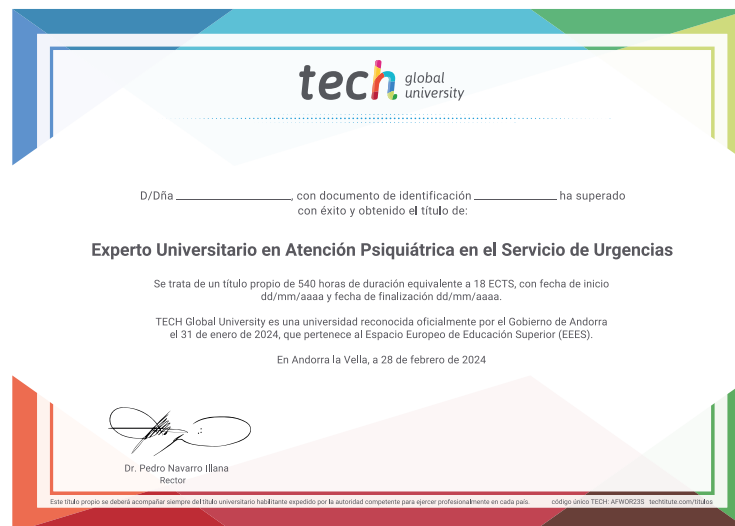 tech global university
D/Dña ____________________, con documento de identificación ______________ ha superado
con éxito y obtenido el título de:
Experto Universitario en Atención Psiquiátrica en el Servicio de Urgencias
Se trata de un título propio de 540 horas de duración equivalente a 18 ECTS, con fecha de inicio
dd/mm/aaaa y fecha de finalización dd/mm/aaaa.
TECH Global University es una universidad reconocida oficialmente por el Gobierno de Andorra
el 31 de enero de 2024, que pertenece al Espacio Europeo de Educación Superior (EEES).
En Andorra la Vella, a 28 de febrero de 2024
Dr. Pedro Navarro Illana
Rector
Este título propio se deberá acompañar siempre del título universitario habilitante expedido por la autoridad competente para ejercer profesionalmente en cada país. código único TECH: AFWOR23S techtitute.com/titulos